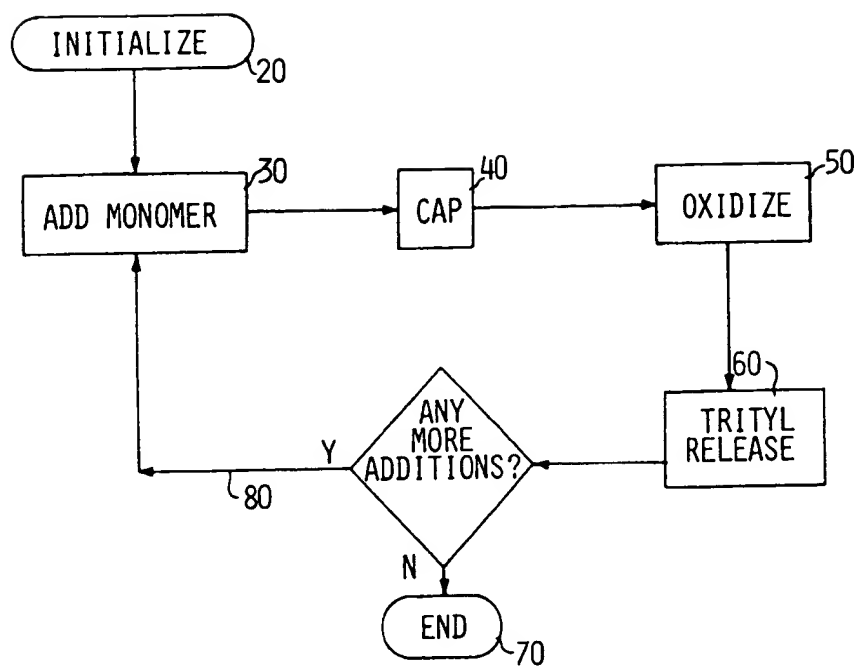 INITIALIZE
20
30
ADD MONOMER
40
CAP
50
OXIDIZE
60
TRITYL
RELEASE
ANY
MORE
ADDITIONS?
Y
80
N
END
70